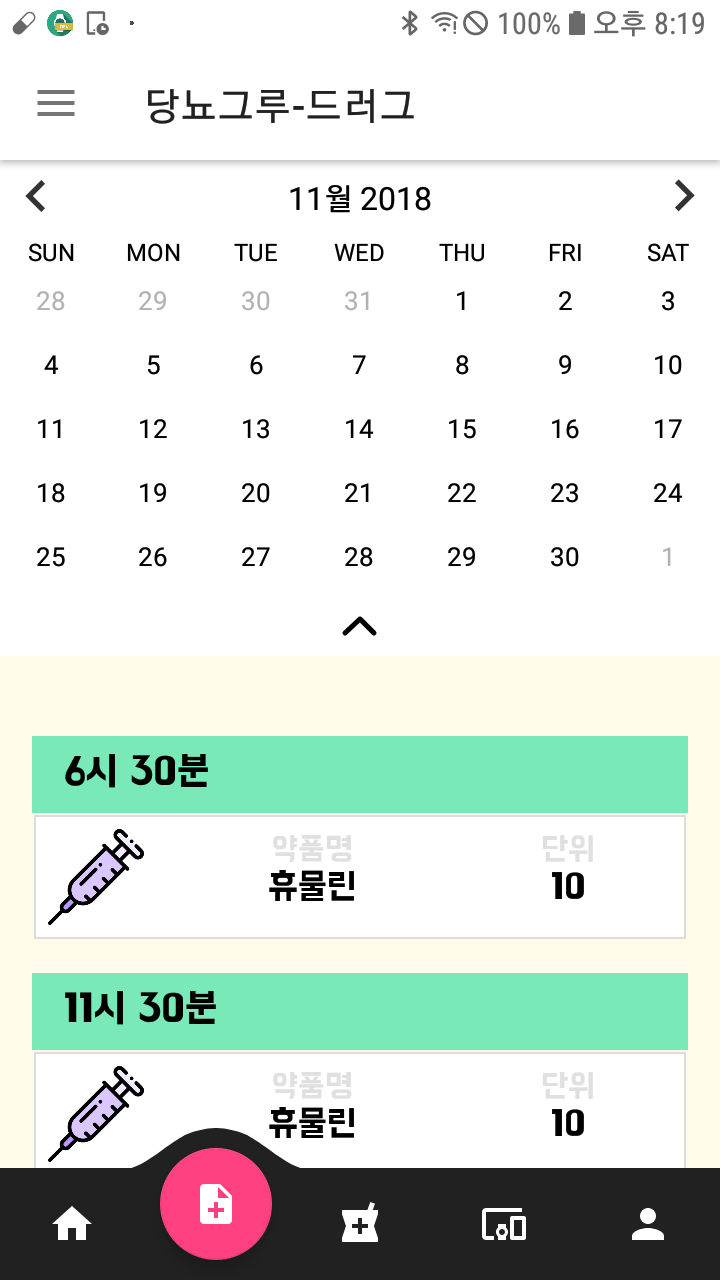 100% 오후 8:19
당뇨그루-드러그
11월 2018
SUN MON TUE WED THU FRI SAT
28 29 30 31 1 2 3
4 5 6 7 8 9 10
11 12 13 14 15 16 17
18 19 20 21 22 23 24
25 26 27 28 29 30 1
6시 30분
약품명 단위
휴물린 10
11시 30분
약품명 단위
휴물린 10